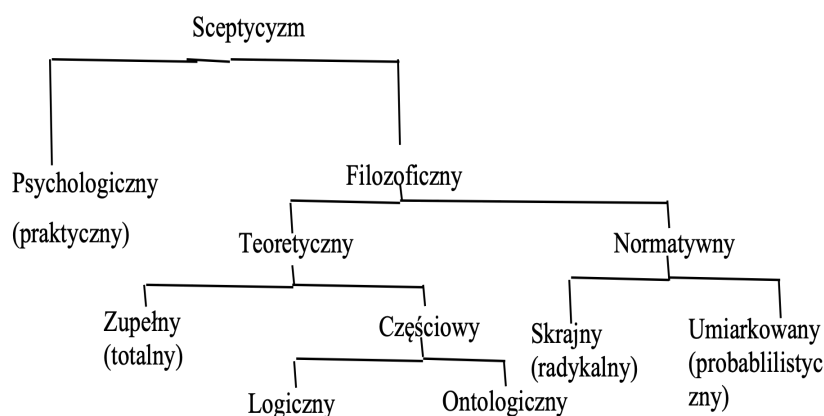 Sceptycyzm
Psychologiczny
(praktyczny)
Filozoficzny
Teoretyczny
Normatywny
Zupełny
(totalny)
Częściowy
Skrajny
(radykalny)
Umiarkowany
(probablilistyc
zny)
Logiczny
Ontologiczny